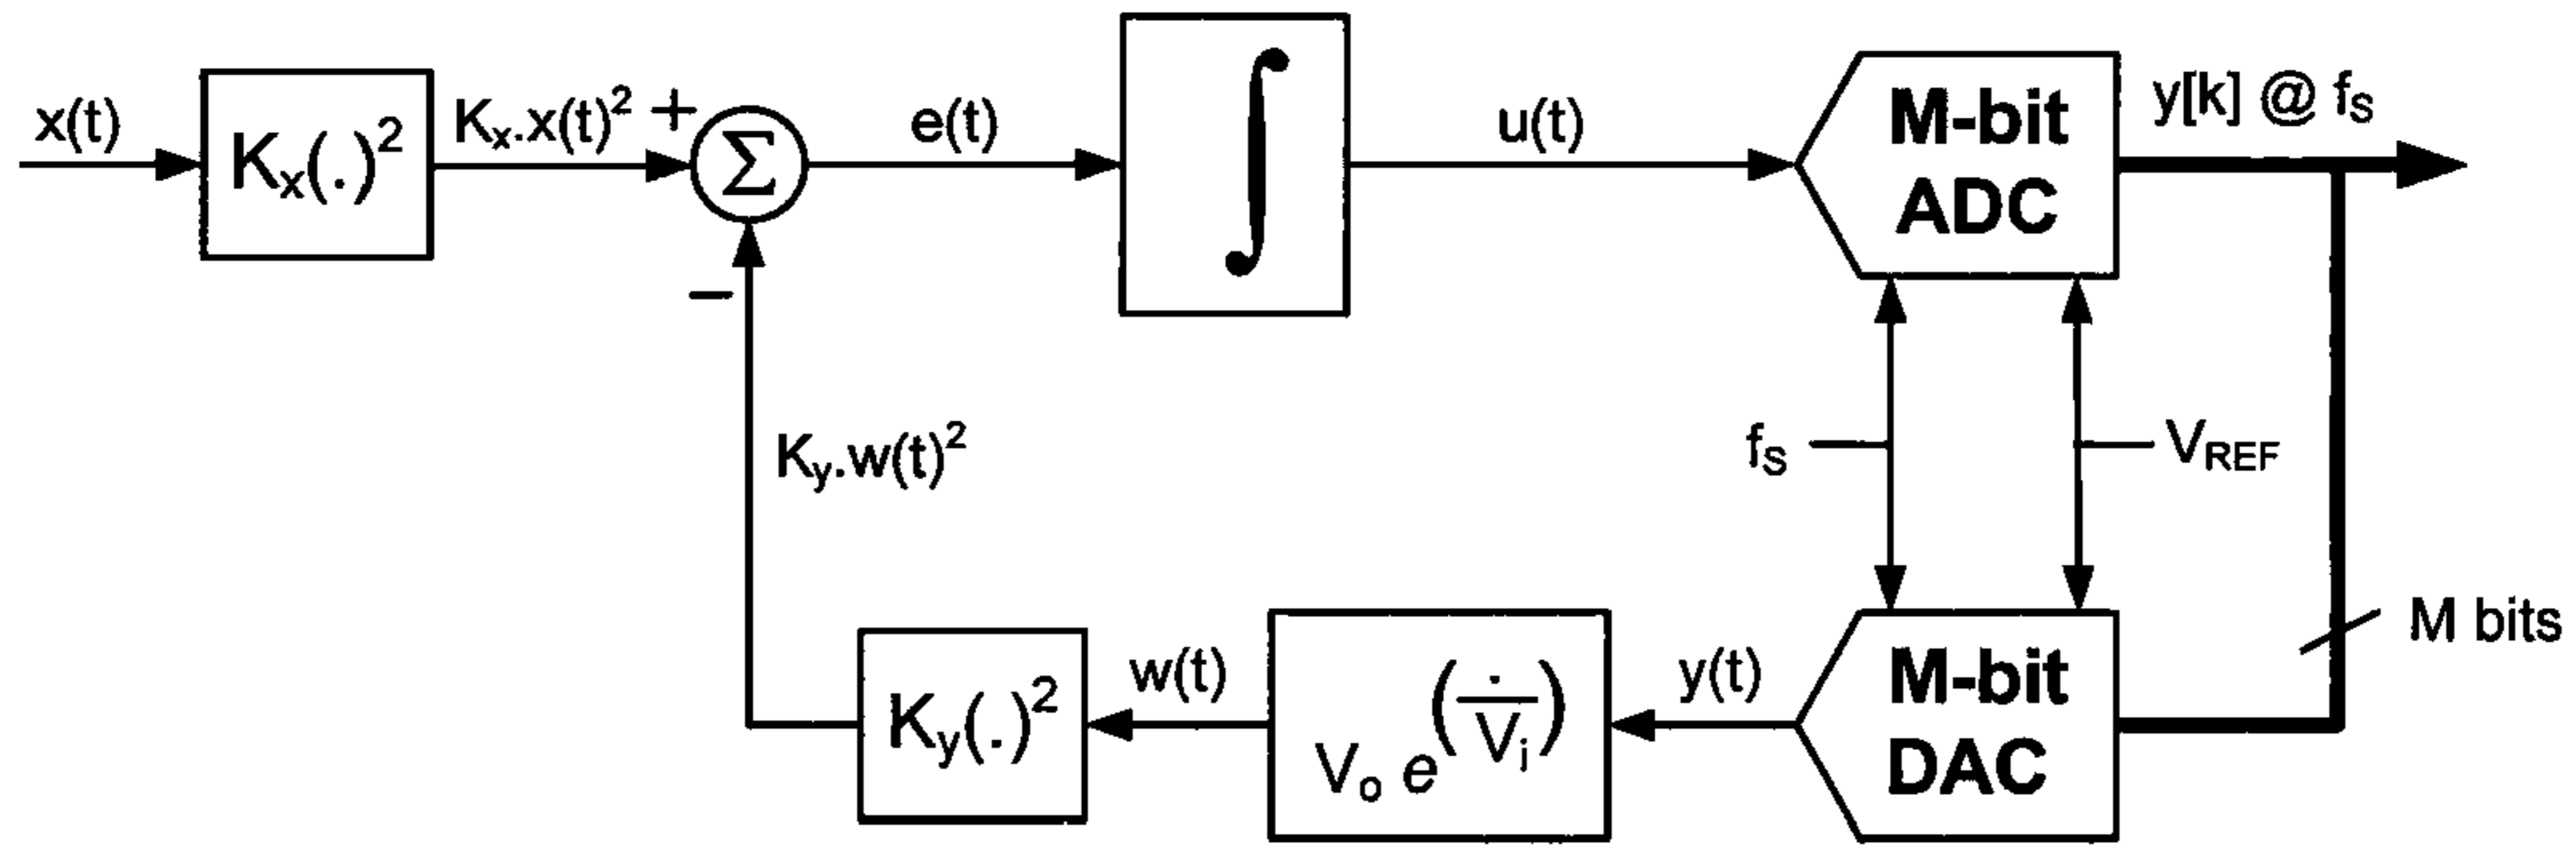 x(t)
Kx(.)²
Kx.x(t)²
+
Σ
−
e(t)
∫
u(t)
M-bit
ADC
y[k] @ fS
Ky.w(t)²
fS
VREF
M bits
Ky(.)²
w(t)
Vo e^(./Vi)
y(t)
M-bit
DAC